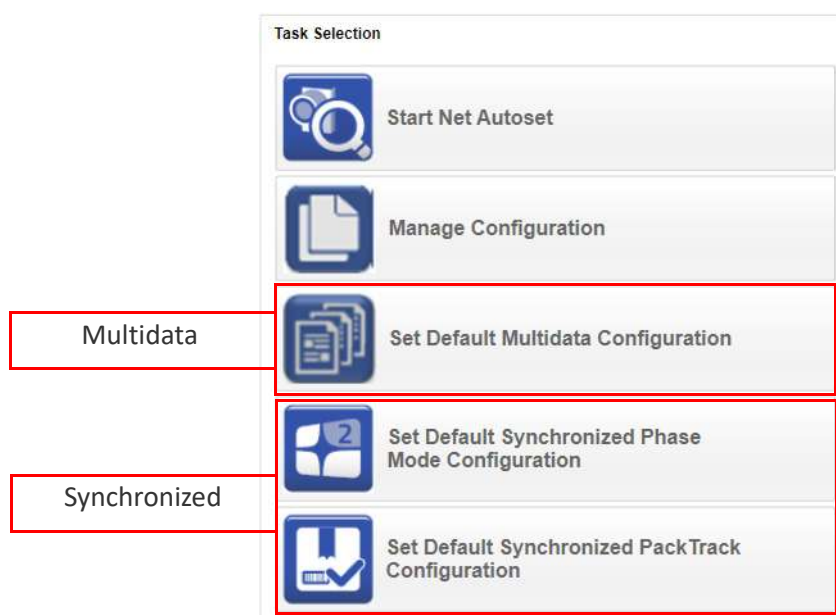 Task Selection
Start Net Autoset
Manage Configuration
Multidata
Set Default Multidata Configuration
2
Set Default Synchronized Phase
Mode Configuration
Synchronized
Set Default Synchronized PackTrack
Configuration